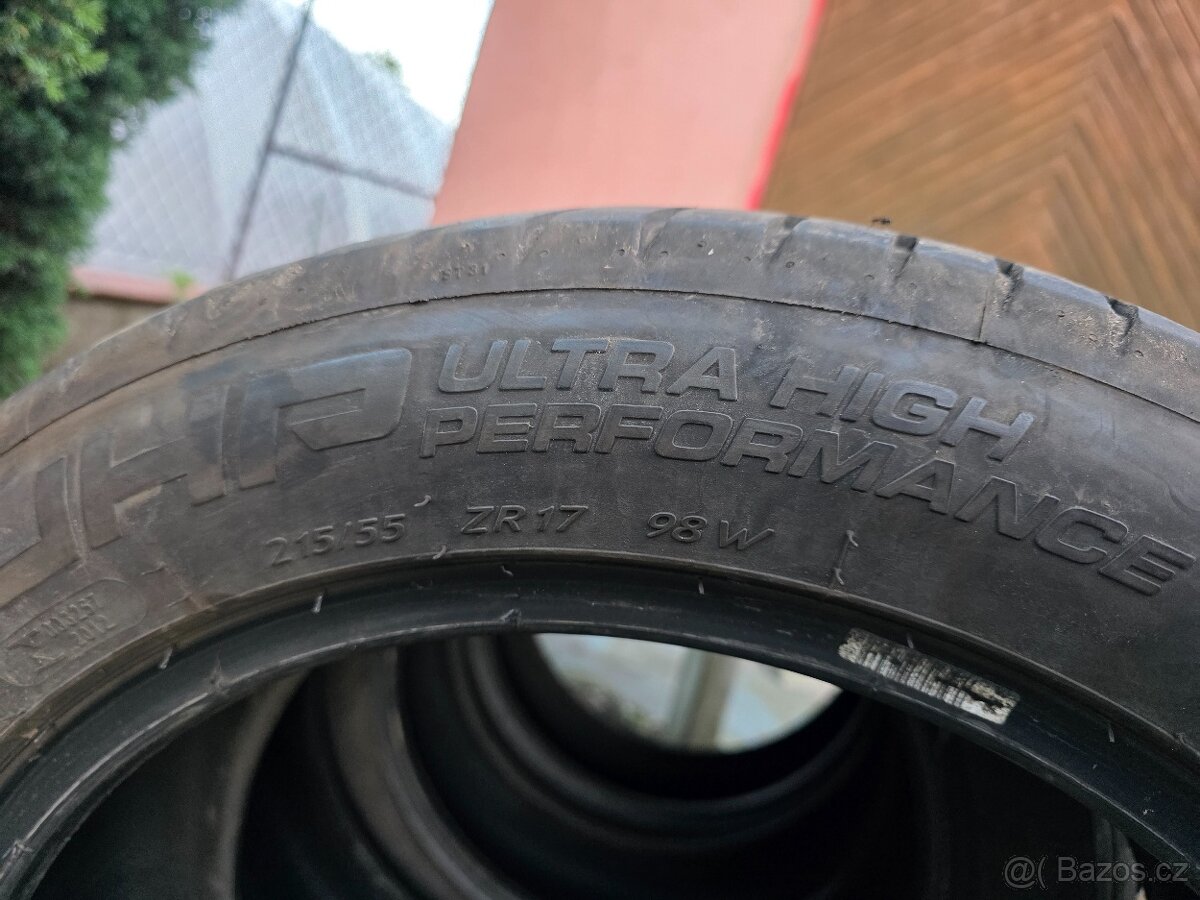 UHP
ULTRA HIGH
PERFORMANCE
215/55 ZR17 98W
@( Bazos.cz